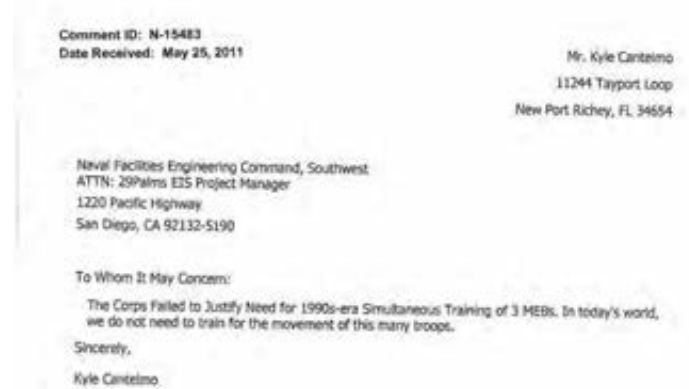 Comment ID: N-15483
Date Received: May 25, 2011
Mr. Kyle Cantelmo
11244 Tayport Loop
New Port Richey, FL 34654
Naval Facilities Engineering Command, Southwest
ATTN: 29Palms EIS Project Manager
1220 Pacific Highway
San Diego, CA 92132-5190
To Whom It May Concern:
The Corps Failed to Justify Need for 1990s-era Simultaneous Training of 3 MEBs. In today's world,
we do not need to train for the movement of this many troops.
Sincerely,
Kyle Cantelmo